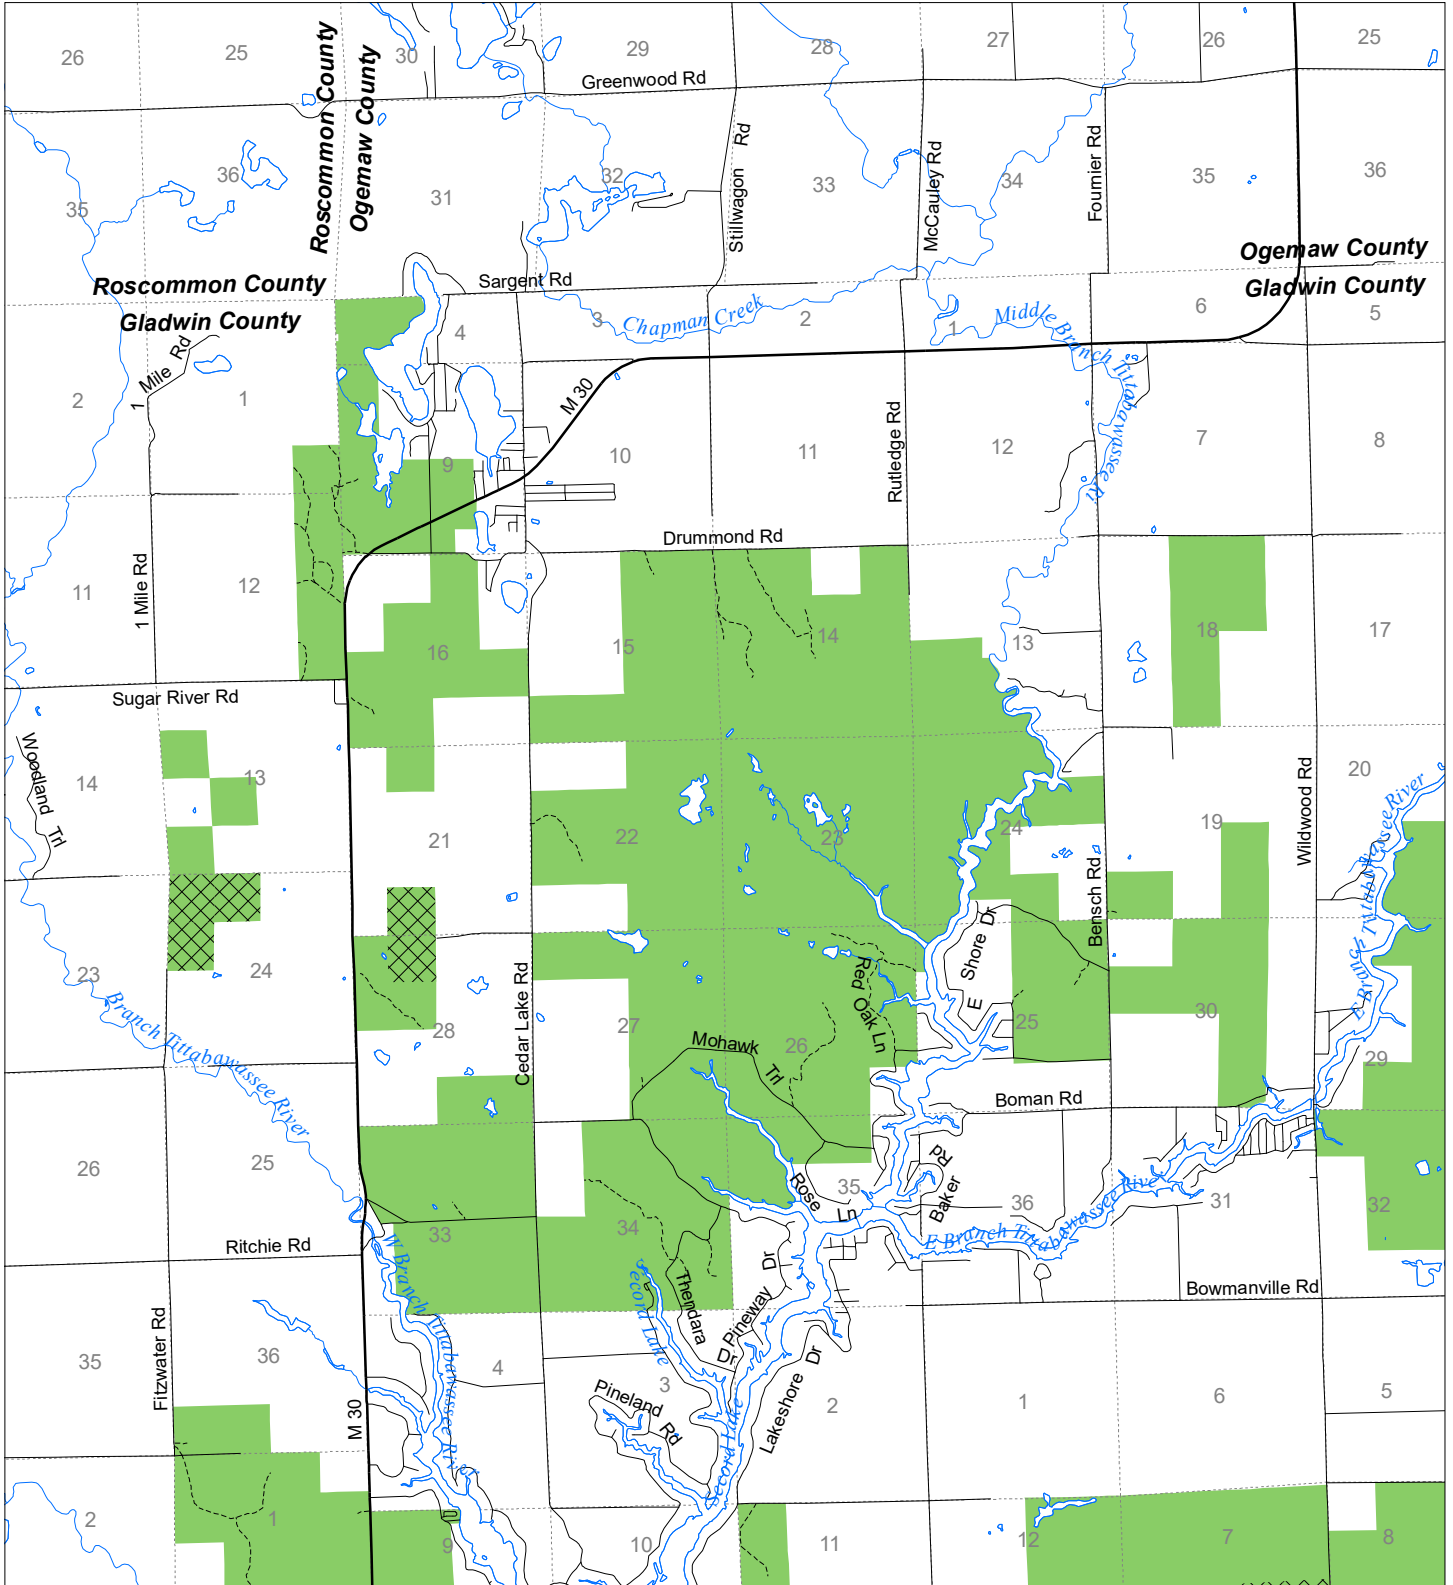 26
25
30
29
28
27
26
25
Greenwood Rd
Roscommon County
Ogemaw County
36
35
31
32
Stillwagon Rd
33
McCauley Rd
34
Fournier Rd
35
36
Ogemaw County
Gladwin County
Roscommon County
Gladwin County
Sargent Rd
Chapman Creek
Middle Branch Tittabawassee Ri
4
3
2
1
6
5
1 Mile Rd
2
1
M 30
9
10
11
Rutledge Rd
12
7
8
Drummond Rd
1 Mile Rd
11
12
16
15
14
13
18
17
Sugar River Rd
Woodland Trl
14
13
21
22
23
24
Bensch Rd
19
Wildwood Rd
20
E Branch Tittabawassee River
23
24
Branch Tittabawassee River
28
Cedar Lake Rd
27
Mohawk Trl
26
Red Oak Ln
E Shore Dr
25
30
29
Boman Rd
26
25
Rose Ln
35
Baker Rd
36
E Branch Tittabawassee Rive
31
32
Ritchie Rd
33
34
W Branch Tittabawassee River
Secord Lake
Thendara Dr
Pineway Dr
Bowmanville Rd
Fitzwater Rd
35
36
M 30
4
3
Pineland Rd
Secord Lake
Lakeshore Dr
2
1
6
5
2
1
9
10
11
12
7
8